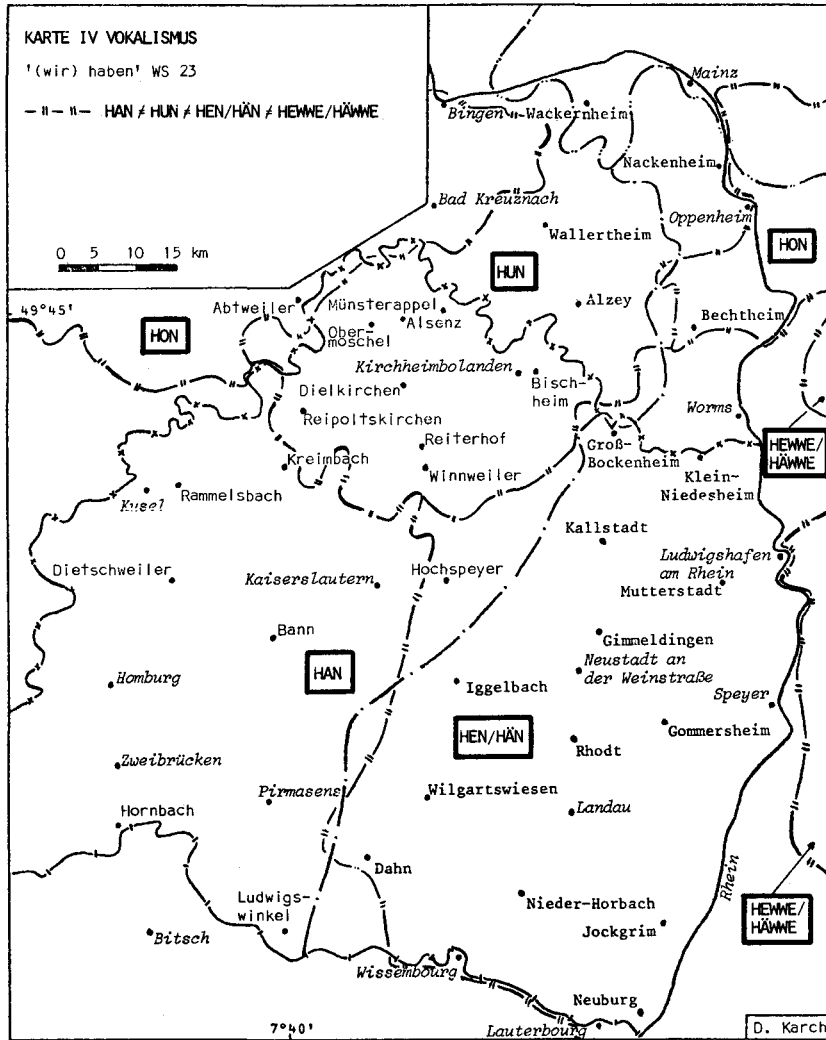 KARTE IV VOKALISMUS
'(wir) haben' WS 23
HAN ≠ HUN ≠ HEN/HÄN ≠ HEWWE/HÄWWE
0 5 10 15 km
Mainz
Bingen
Wackernheim
Nackenheim
Bad Kreuznach
Oppenheim
Wallertheim
HON
HUN
49°45'
Abtweiler
Münsterappel
Alsenz
Alzey
HON
Ober-
moschel
Bechtheim
Kirchheimbolanden
Bisch-
heim
Dielkirchen
Reipoltskirchen
Worms
Reiterhof
Groß-
Bockenheim
HEWWE/
HÄWWE
Kreimbach
Winnweiler
Klein-
Niedesheim
Kusel
Rammelsbach
Kallstadt
Dietschweiler
Kaiserslautern
Hochspeyer
Ludwigshafen
am Rhein
Mutterstadt
Bann
Gimmeldingen
HAN
Neustadt an
der Weinstraße
Homburg
Iggelbach
Speyer
HEN/HÄN
Gommersheim
Rhodt
Zweibrücken
Pirmasens
Wilgartswiesen
Landau
Hornbach
Dahn
Rhein
Ludwigs-
winkel
Nieder-Horbach
HEWWE/
HÄWWE
Jockgrim
Bitsch
Wissembourg
Neuburg
7°40'
Lauterbourg
D. Karch